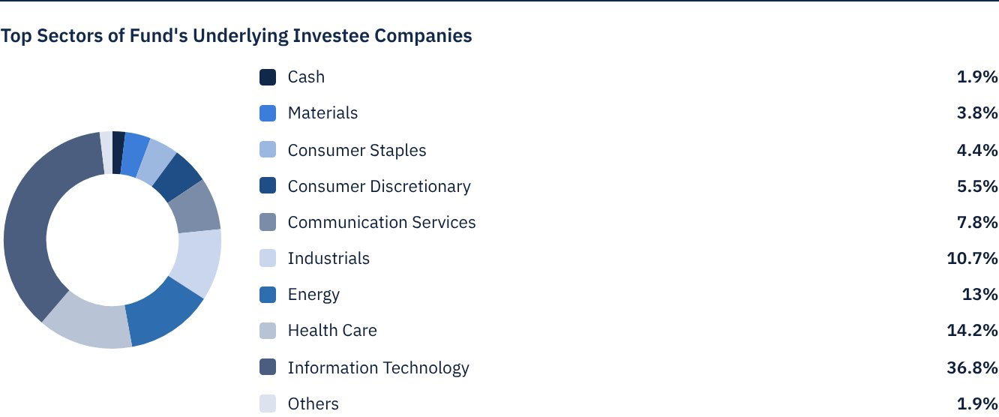 Top Sectors of Fund's Underlying Investee Companies
Cash 1.9%
Materials 3.8%
Consumer Staples 4.4%
Consumer Discretionary 5.5%
Communication Services 7.8%
Industrials 10.7%
Energy 13%
Health Care 14.2%
Information Technology 36.8%
Others 1.9%